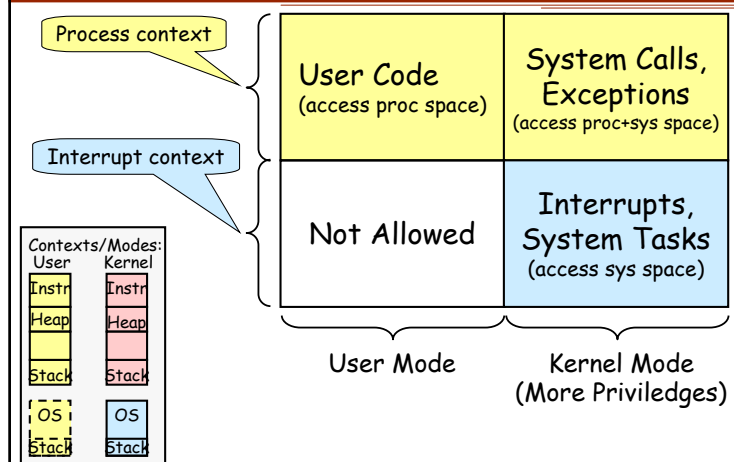 Process context
User Code
(access proc space)
System Calls,
Exceptions
(access proc+sys space)
Interrupt context
Not Allowed
Interrupts,
System Tasks
(access sys space)
User Mode
Kernel Mode
(More Priviledges)
Contexts/Modes:
User Kernel
Instr Instr
Heap Heap
Stack Stack
OS OS
Stack Stack